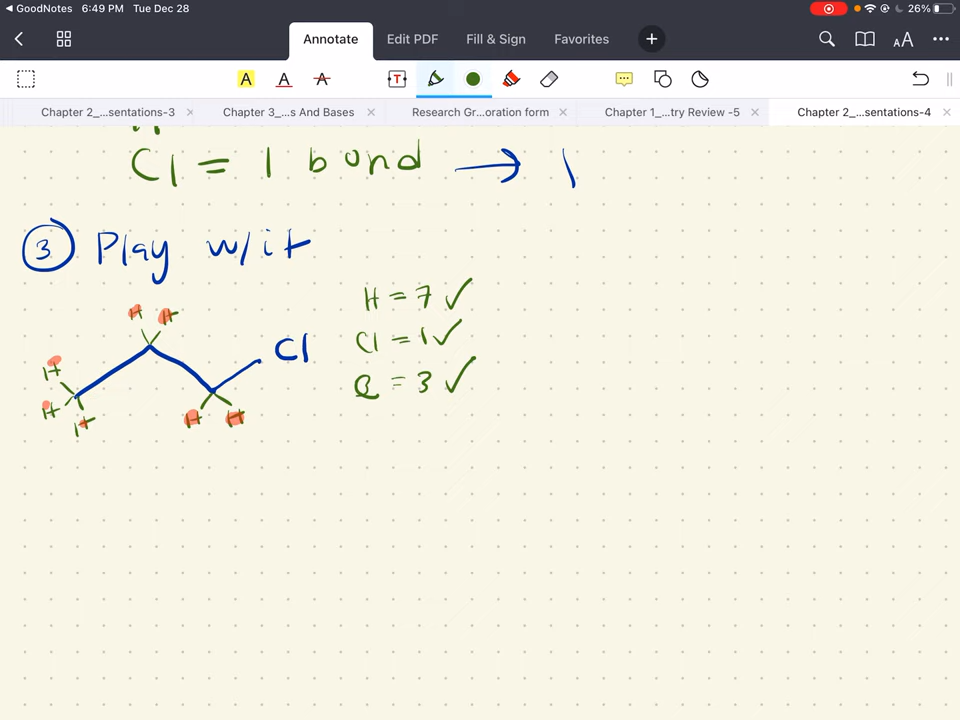 GoodNotes 6:49 PM Tue Dec 28 26%
Annotate Edit PDF Fill & Sign Favorites
Chapter 2_...sentations-3 Chapter 3_...s And Bases Research Gr...oration form Chapter 1_...try Review -5 Chapter 2_...sentations-4
Cl = 1 bond → 1
3 Play w/it
H = 7 ✓
H H
Cl = 1 ✓
Cl
H
= 3 ✓
H
H
H H